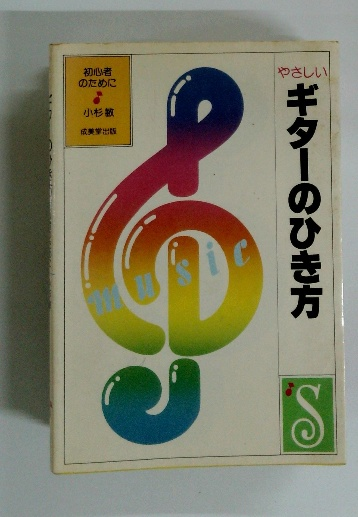 初心者
のために
小杉敏
成美堂出版
やさしい
ギターのひき方
music
S